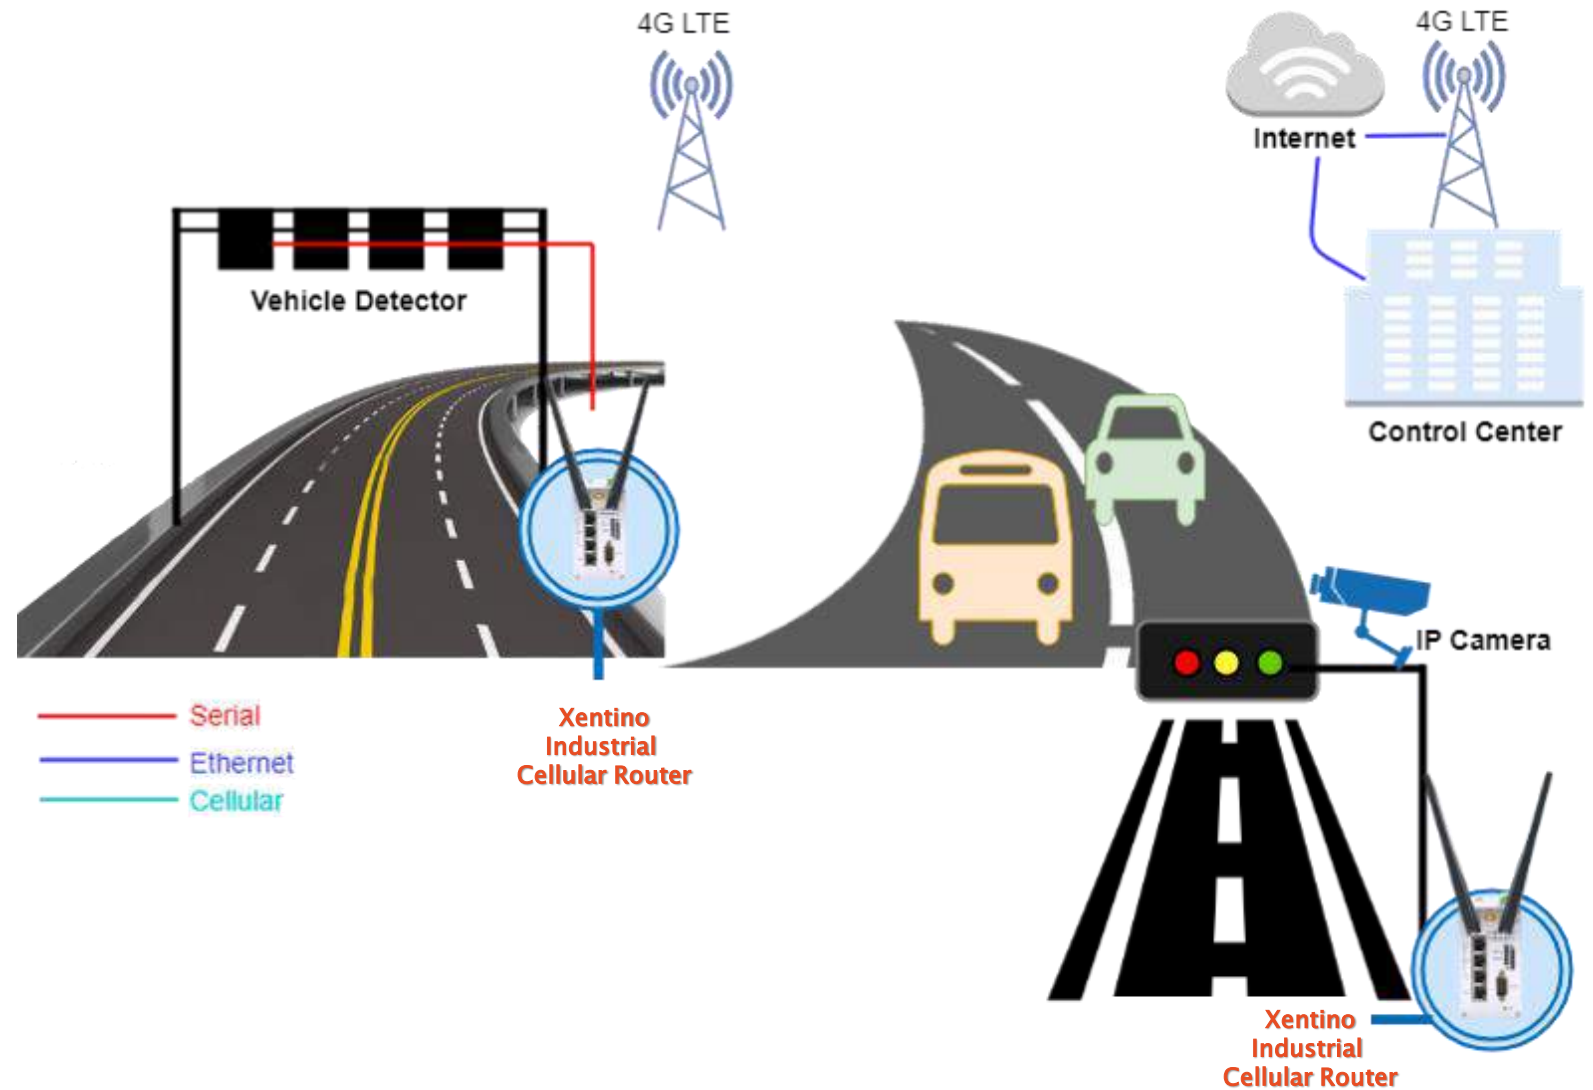 4G LTE
4G LTE
Internet
Vehicle Detector
Control Center
IP Camera
Serial
Ethernet
Cellular
Xentino
Industrial
Cellular Router
Xentino
Industrial
Cellular Router